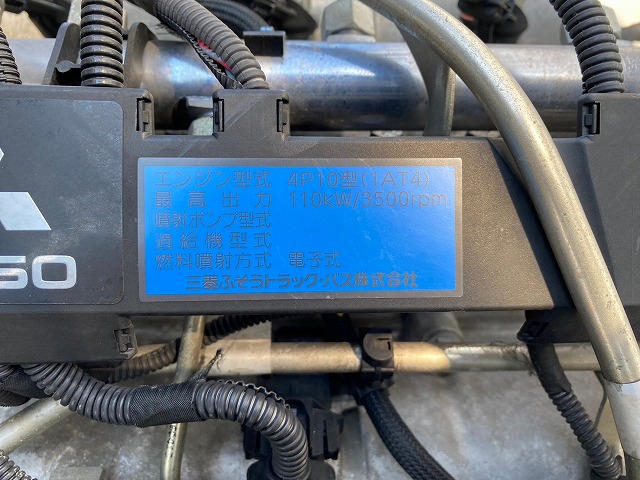 エンジン型式 4P10型(1AT4)
最高出力 110kW/3500rpm
噴射ポンプ型式
過給機型式
燃料噴射方式 電子式
三菱ふそうトラック・バス株式会社
50